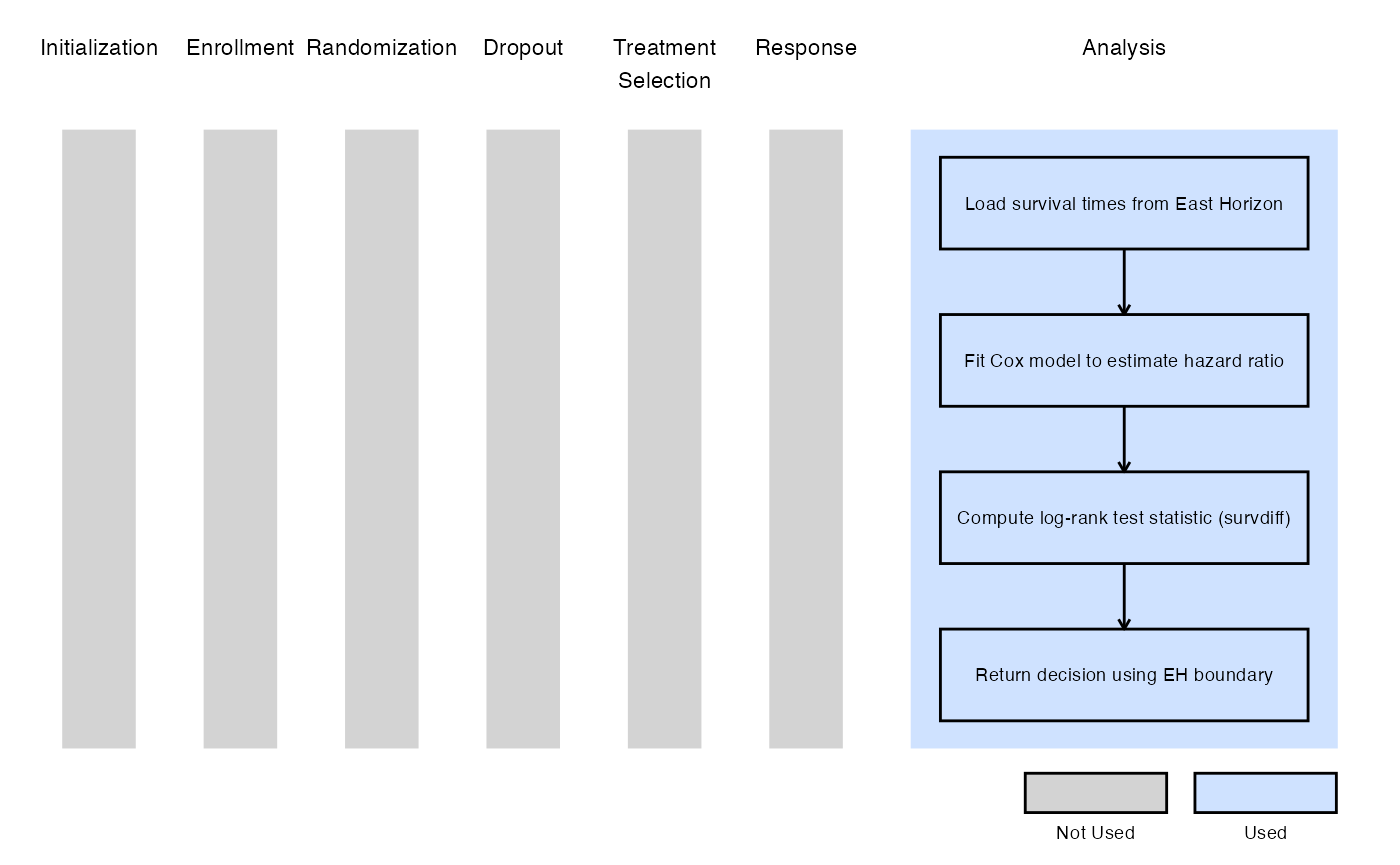 Initialization
Enrollment
Randomization
Dropout
Treatment
Selection
Response
Analysis
Load survival times from East Horizon
Fit Cox model to estimate hazard ratio
Compute log-rank test statistic (survdiff)
Return decision using EH boundary
Not Used
Used